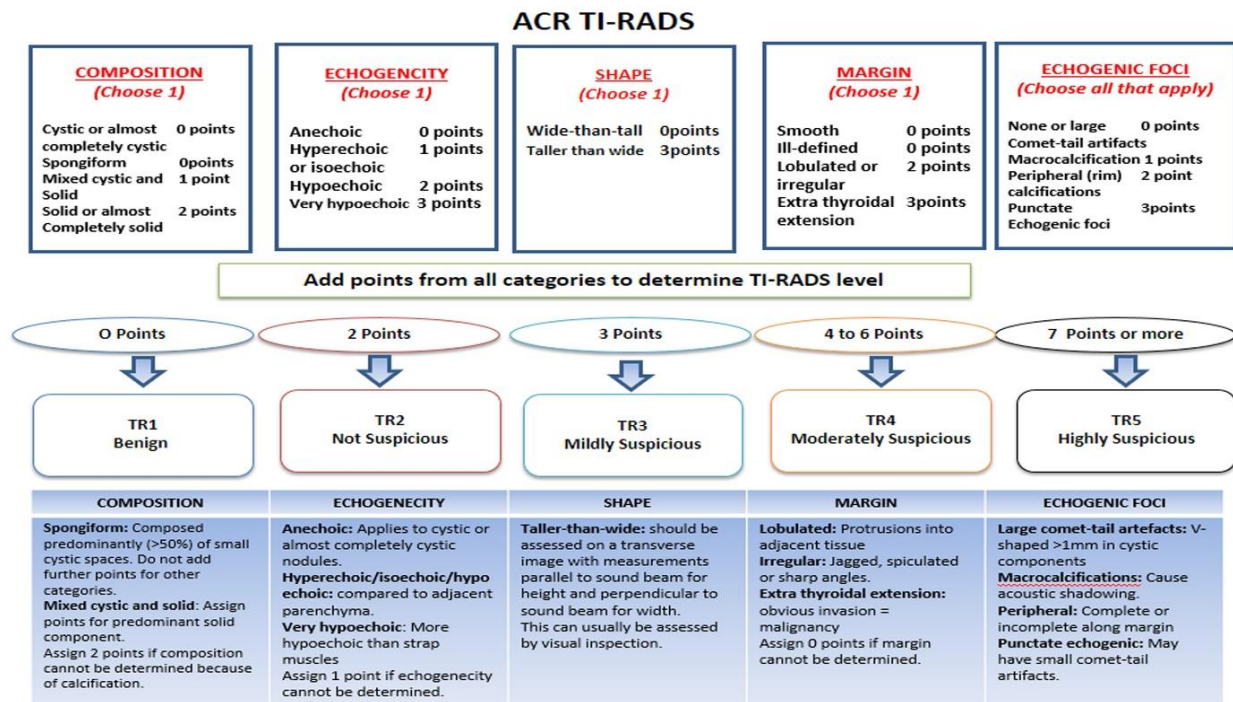 ACR TI-RADS
COMPOSITION
(Choose 1)
Cystic or almost 0 points
completely cystic
Spongiform 0points
Mixed cystic and 1 point
Solid
Solid or almost 2 points
Completely solid
ECHOGENCITY
(Choose 1)
Anechoic 0 points
Hyperechoic 1 points
or isoechoic
Hypoechoic 2 points
Very hypoechoic 3 points
SHAPE
(Choose 1)
Wide-than-tall 0points
Taller than wide 3points
MARGIN
(Choose 1)
Smooth 0 points
Ill-defined 0 points
Lobulated or 2 points
irregular
Extra thyroidal 3points
extension
ECHOGENIC FOCI
(Choose all that apply)
None or large 0 points
Comet-tail artifacts
Macrocalcification 1 points
Peripheral (rim) 2 point
calcifications
Punctate 3points
Echogenic foci
Add points from all categories to determine TI-RADS level
O Points
2 Points
3 Points
4 to 6 Points
7 Points or more
TR1
Benign
TR2
Not Suspicious
TR3
Mildly Suspicious
TR4
Moderately Suspicious
TR5
Highly Suspicious
COMPOSITION
Spongiform: Composed
predominantly (>50%) of small
cystic spaces. Do not add
further points for other
categories.
Mixed cystic and solid: Assign
points for predominant solid
component.
Assign 2 points if composition
cannot be determined because
of calcification.
ECHOGENECITY
Anechoic: Applies to cystic or
almost completely cystic
nodules.
Hyperechoic/isoechoic/hypo
echoic: compared to adjacent
parenchyma.
Very hypoechoic: More
hypoechoic than strap
muscles
Assign 1 point if echogenecity
cannot be determined.
SHAPE
Taller-than-wide: should be
assessed on a transverse
image with measurements
parallel to sound beam for
height and perpendicular to
sound beam for width.
This can usually be assessed
by visual inspection.
MARGIN
Lobulated: Protrusions into
adjacent tissue
Irregular: Jagged, spiculated
or sharp angles.
Extra thyroidal extension:
obvious invasion =
malignancy
Assign 0 points if margin
cannot be determined.
ECHOGENIC FOCI
Large comet-tail artefacts: V-
shaped >1mm in cystic
components
Macrocalcifications: Cause
acoustic shadowing.
Peripheral: Complete or
incomplete along margin
Punctate echogenic: May
have small comet-tail
artifacts.